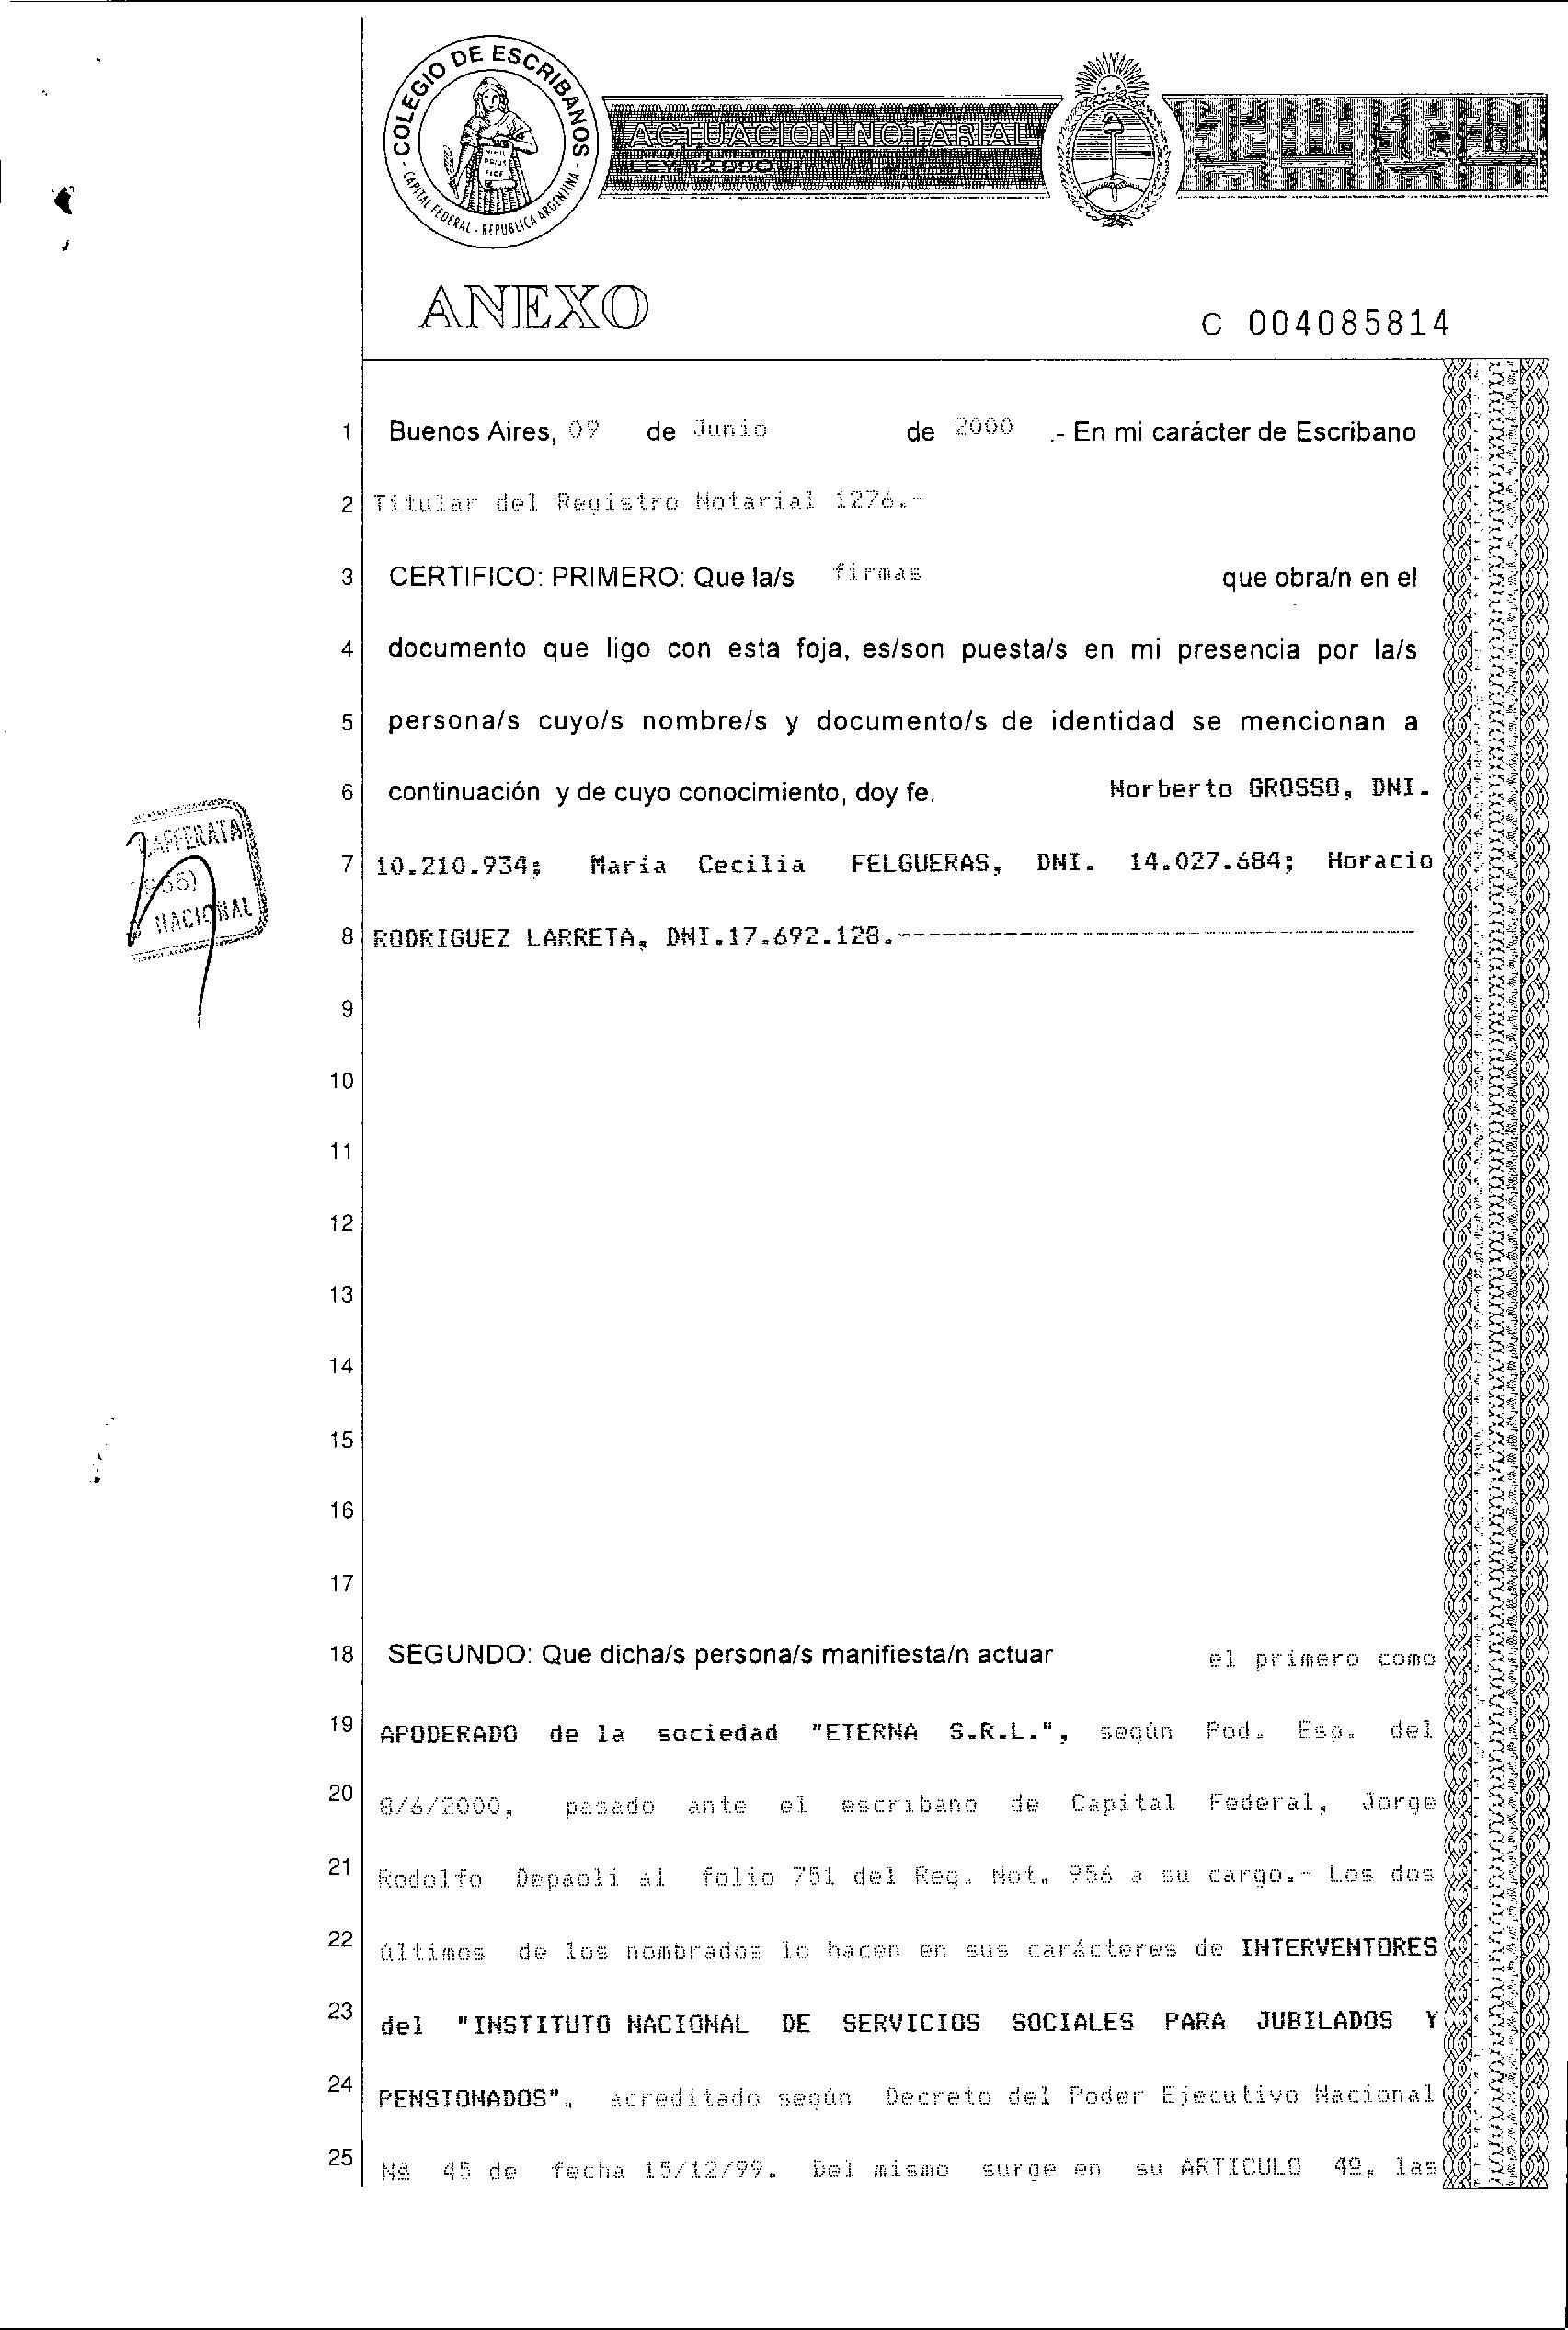 COLEGIO DE ESCRIBANOS
- CAPITAL FEDERAL - REPUBLICA ARGENTINA -
ACTUACION NOTARIAL
LEY 12.990
ANEXO
C 004085814
1 Buenos Aires, 09 de Junio de 2000 .- En mi carácter de Escribano
2 Titular del Registro Notarial 1276.-
3 CERTIFICO: PRIMERO: Que la/s firmas que obra/n en el
4 documento que ligo con esta foja, es/son puesta/s en mi presencia por la/s
5 persona/s cuyo/s nombre/s y documento/s de identidad se mencionan a
6 continuación y de cuyo conocimiento, doy fe. Norberto GROSSO, DNI.
7 10.210.934; María Cecilia FELGUERAS, DNI. 14.027.684; Horacio
8 RODRIGUEZ LARRETA, DNI.17.692.128.-----------------------------------
CAFFERATA
NACIONAL
9
10
11
12
13
14
15
16
17
18 SEGUNDO: Que dicha/s persona/s manifiesta/n actuar el primero como
19 APODERADO de la sociedad "ETERNA S.R.L.", según Pod. Esp. del
20 8/6/2000, pasado ante el escribano de Capital Federal, Jorge
21 Rodolfo Depaoli al folio 751 del Reg. Not. 956 a su cargo.- Los dos
22 últimos de los nombrados lo hacen en sus carácteres de INTERVENTORES
23 del "INSTITUTO NACIONAL DE SERVICIOS SOCIALES PARA JUBILADOS Y
24 PENSIONADOS", acreditado según Decreto del Poder Ejecutivo Nacional
25 Nº 45 de fecha 15/12/99. Del mismo surge en su ARTICULO 4º, las